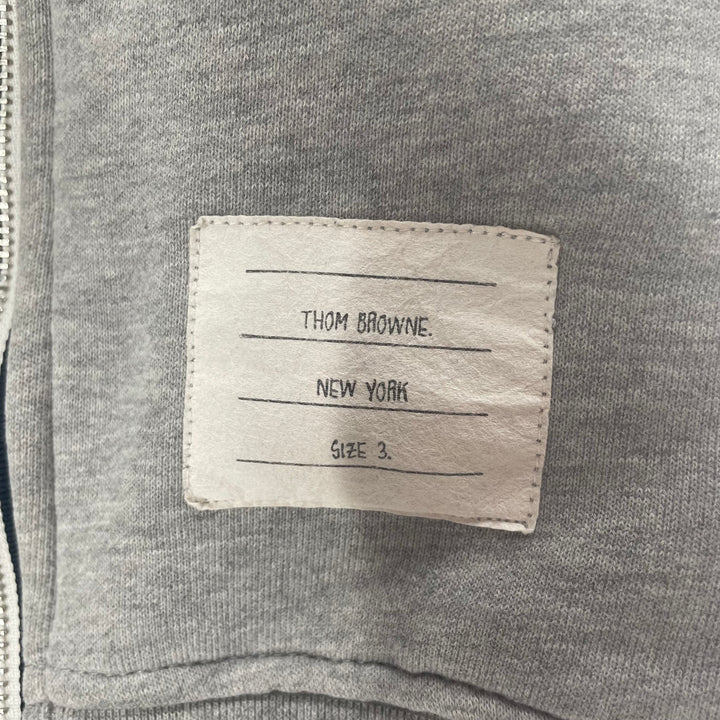 THOM BROWNE.
NEW YORK
SIZE 3.